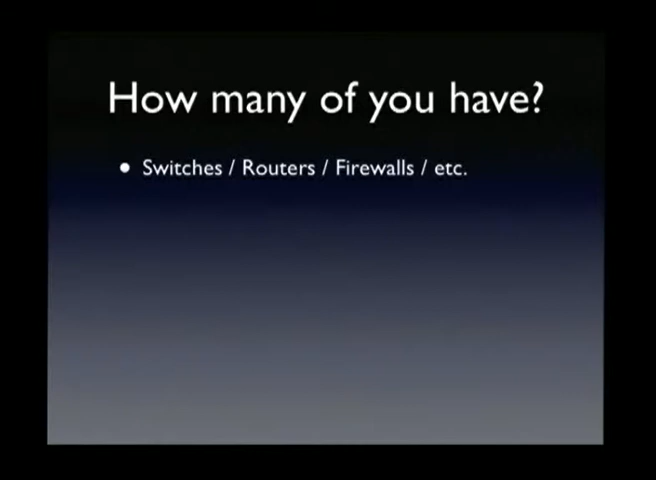 How many of you have?
• Switches / Routers / Firewalls / etc.